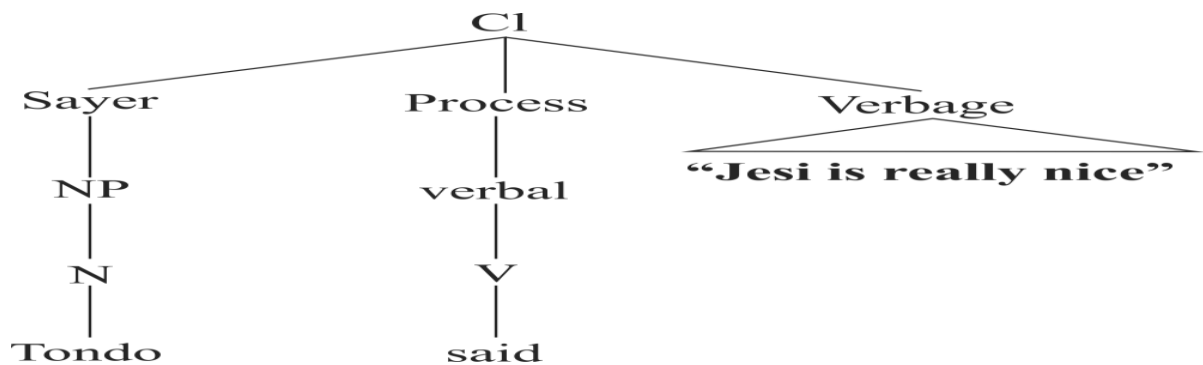 Cl
Sayer Process Verbage
"Jesi is really nice"
NP verbal
N V
Tondo said